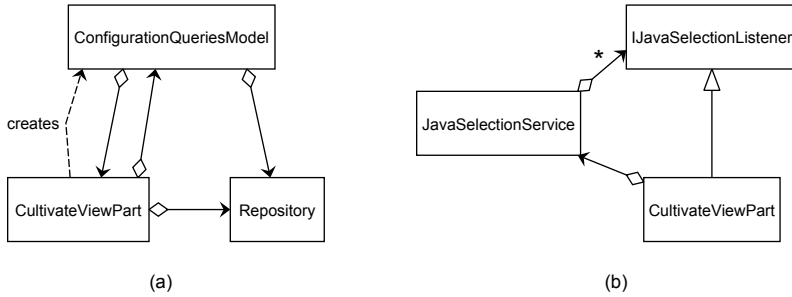 ConfigurationQueriesModel
creates
CultivateViewPart
Repository
(a)
IJavaSelectionListener
*
JavaSelectionService
CultivateViewPart
(b)